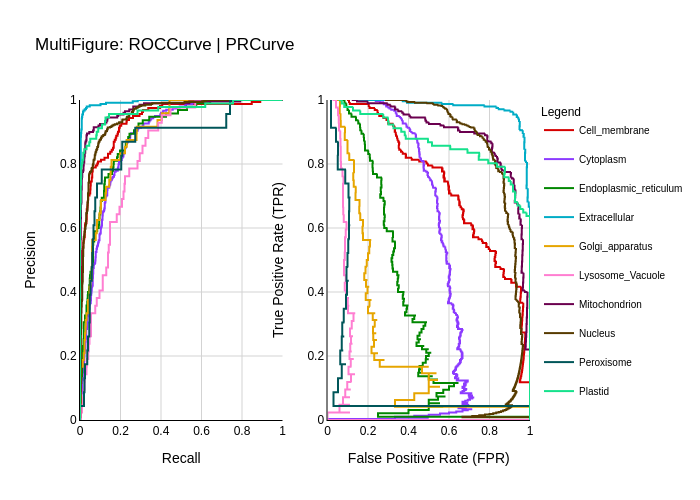 MultiFigure: ROCCurve | PRCurve
Precision
1
0.8
0.6
0.4
0.2
0
0
0.2
0.4
0.6
0.8
1
Recall
True Positive Rate (TPR)
1
0.8
0.6
0.4
0.2
0
0
0.2
0.4
0.6
0.8
1
False Positive Rate (FPR)
Legend
Cell_membrane
Cytoplasm
Endoplasmic_reticulum
Extracellular
Golgi_apparatus
Lysosome_Vacuole
Mitochondrion
Nucleus
Peroxisome
Plastid